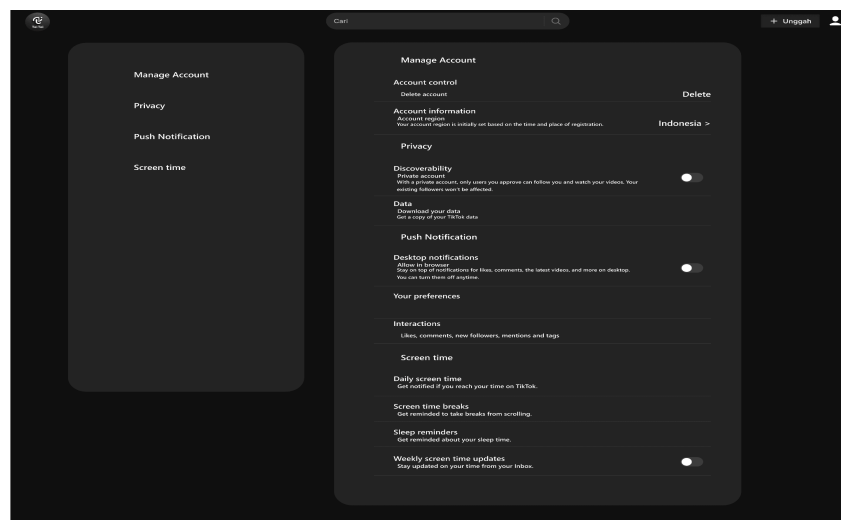 Tik-Tok
Cari
+ Unggah
Manage Account
Privacy
Push Notification
Screen time
Manage Account
Account control
Delete account
Delete
Account information
Account region
Your account region is initially set based on the time and place of registration.
Indonesia >
Privacy
Discoverability
Private account
With a private account, only users you approve can follow you and watch your videos. Your
existing followers won't be affected.
Data
Download your data
Get a copy of your TikTok data
Push Notification
Desktop notifications
Allow in browser
Stay on top of notifications for likes, comments, the latest videos, and more on desktop.
You can turn them off anytime.
Your preferences
Interactions
Likes, comments, new followers, mentions and tags
Screen time
Daily screen time
Get notified if you reach your time on TikTok.
Screen time breaks
Get reminded to take breaks from scrolling.
Sleep reminders
Get reminded about your sleep time.
Weekly screen time updates
Stay updated on your time from your Inbox.